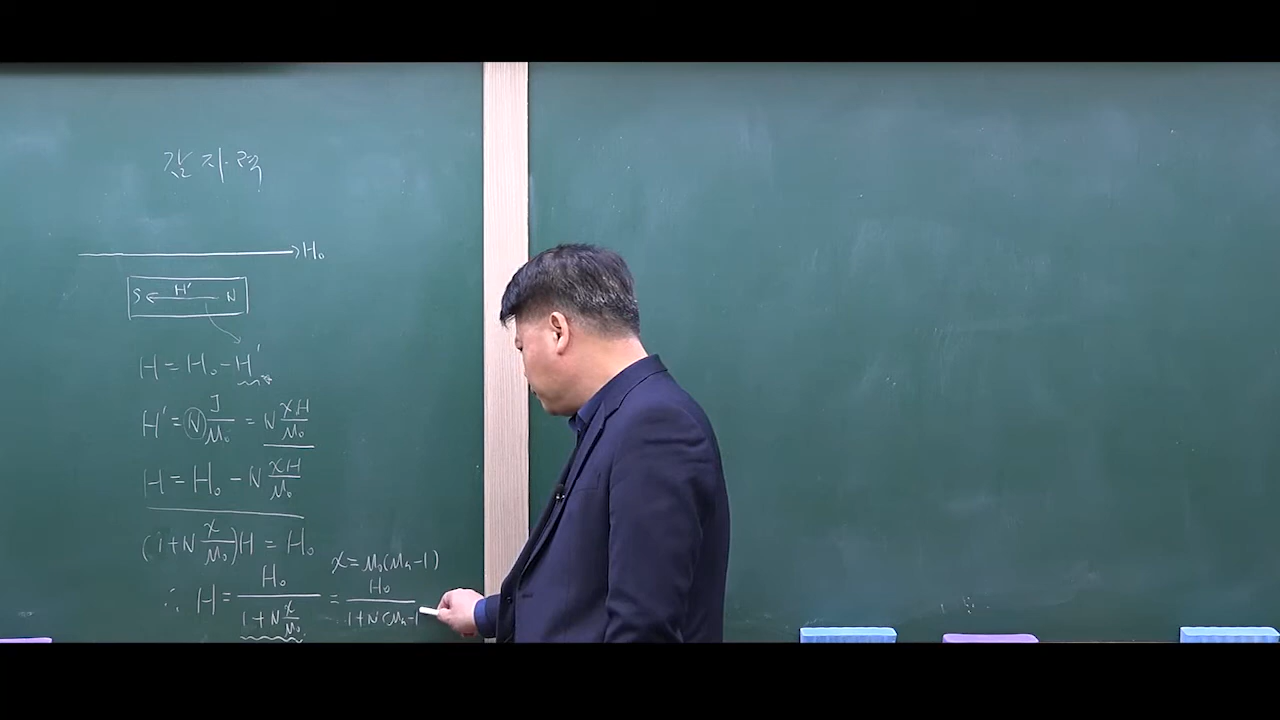 감자력
H₀
S H' N
H = H₀ - H'
H' = N J/μ₀ = N χH/μ₀
H = H₀ - N χH/μ₀
(1 + N χ/μ₀)H = H₀
χ = μ₀(μₛ - 1)
∴ H = H₀/(1 + N χ/μ₀) = H₀/(1 + N(μₛ - 1